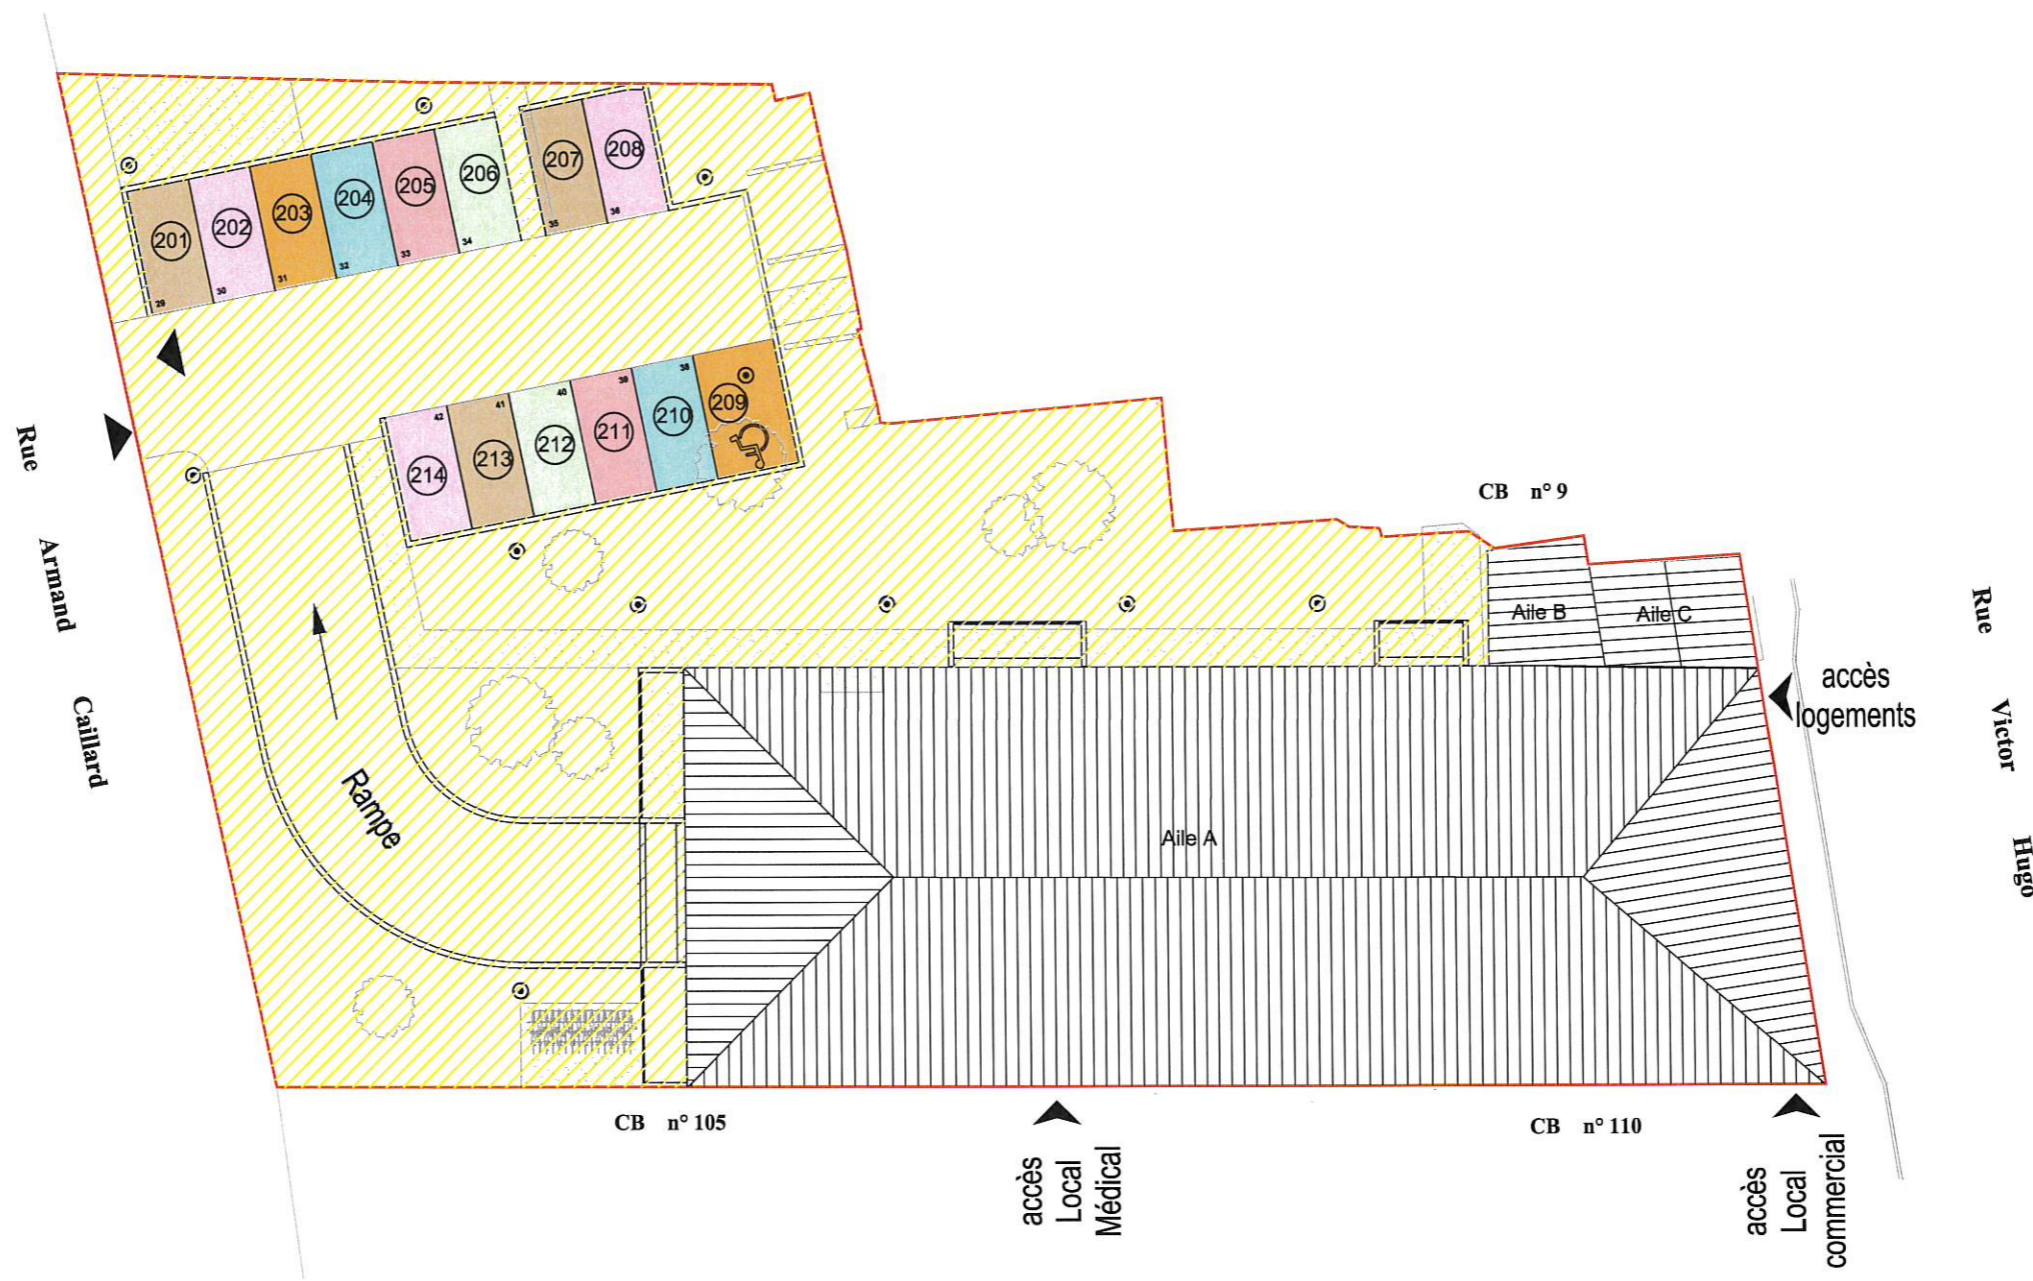 201
202
203
204
205
206
207
208
29
30
31
32
33
34
35
36
214
213
212
211
210
209
42
41
40
39
38
Rue
Armand
Caillard
Rampe
CB n° 9
Aile B
Aile C
Aile A
accès
logements
Rue
Victor
Hugo
CB n° 105
CB n° 110
accès
Local
Médical
accès
Local
commercial